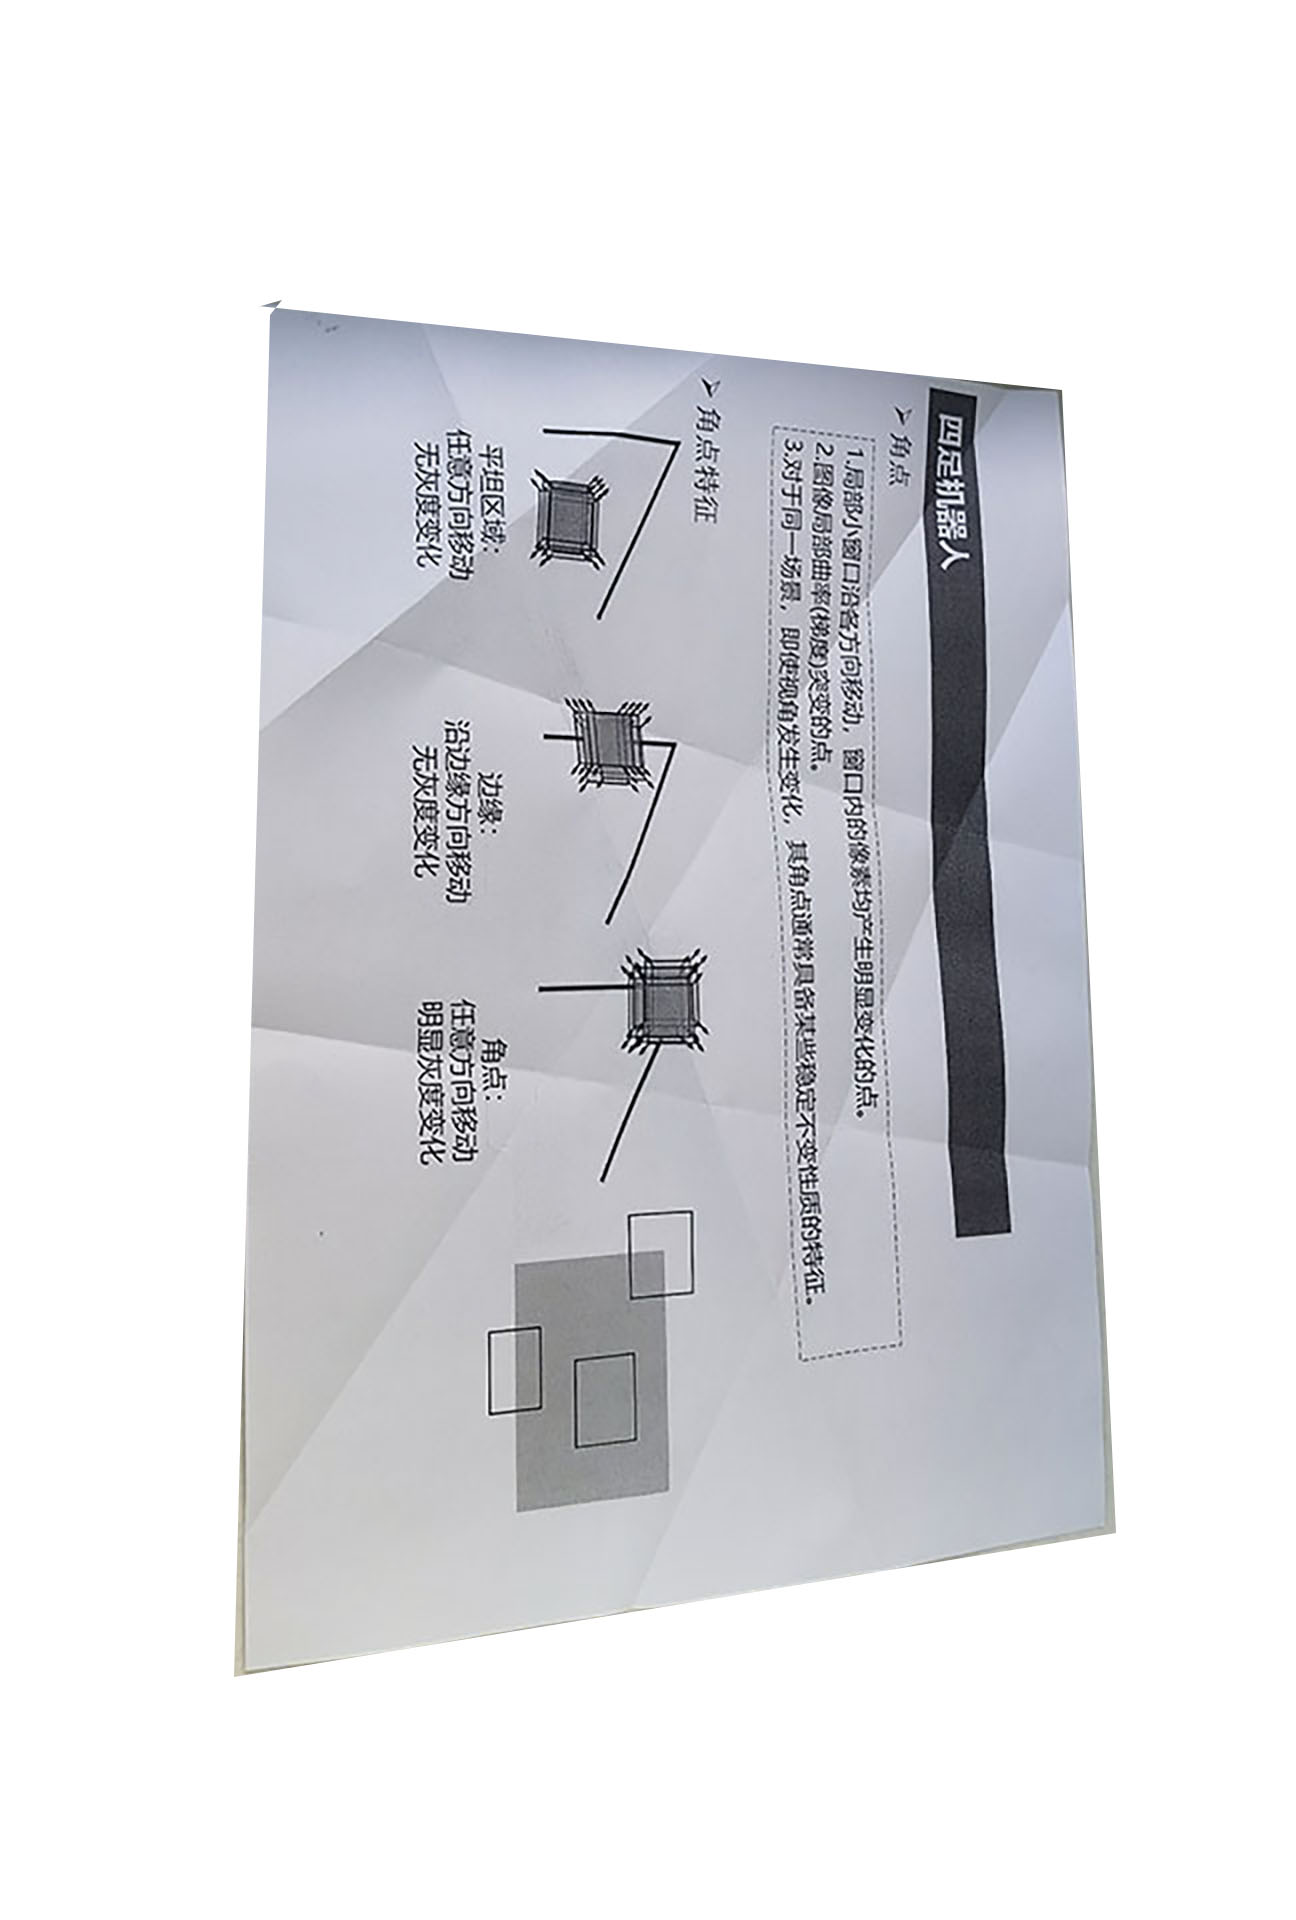 四足机器人
➢ 角点
1.局部小窗口沿各方向移动，窗口内的像素均产生明显变化的点。
2.图像局部曲率(梯度)突变的点。
3.对于同一场景，即使视角发生变化，其角点通常具备某些稳定不变性质的特征。
➢ 角点特征
平坦区域：
任意方向移动
无灰度变化
边缘：
沿边缘方向移动
无灰度变化
角点：
任意方向移动
明显灰度变化